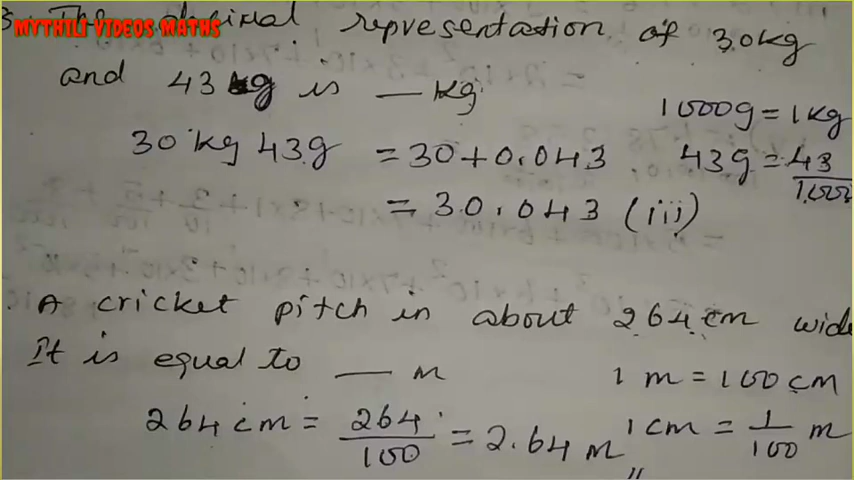 MYTHILI VIDEOS MATHS
3 The decimal representation of 30kg
and 43 g is — kg
1000g = 1kg
30 kg 43g = 30 + 0.043
43g = 43/1000
= 30.043 (iii)
. A cricket pitch in about 264 cm wide
It is equal to — m
1 m = 100 cm
264 cm = 264/100 = 2.64 m
1 cm = 1/100 m